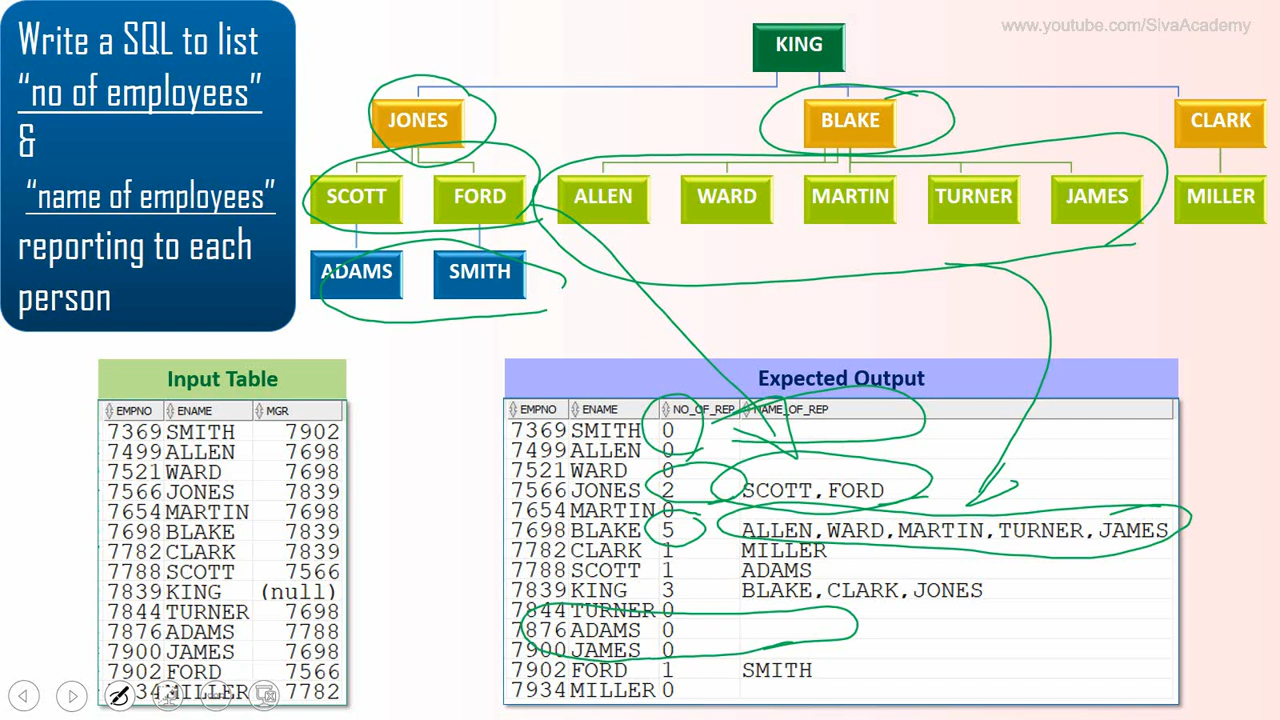 Write a SQL to list
“no of employees”
&
“name of employees”
reporting to each
person
www.youtube.com/SivaAcademy
KING
JONES BLAKE CLARK
SCOTT FORD ALLEN WARD MARTIN TURNER JAMES MILLER
ADAMS SMITH
Input Table
EMPNO ENAME MGR
7369 SMITH 7902
7499 ALLEN 7698
7521 WARD 7698
7566 JONES 7839
7654 MARTIN 7698
7698 BLAKE 7839
7782 CLARK 7839
7788 SCOTT 7566
7839 KING (null)
7844 TURNER 7698
7876 ADAMS 7788
7900 JAMES 7698
7902 FORD 7566
34 MILLER 7782
Expected Output
EMPNO ENAME NO_OF_REP NAME_OF_REP
7369 SMITH 0
7499 ALLEN 0
7521 WARD 0
7566 JONES 2 SCOTT,FORD
7654 MARTIN 0
7698 BLAKE 5 ALLEN,WARD,MARTIN,TURNER,JAMES
7782 CLARK 1 MILLER
7788 SCOTT 1 ADAMS
7839 KING 3 BLAKE,CLARK,JONES
7844 TURNER 0
7876 ADAMS 0
7900 JAMES 0
7902 FORD 1 SMITH
7934 MILLER 0